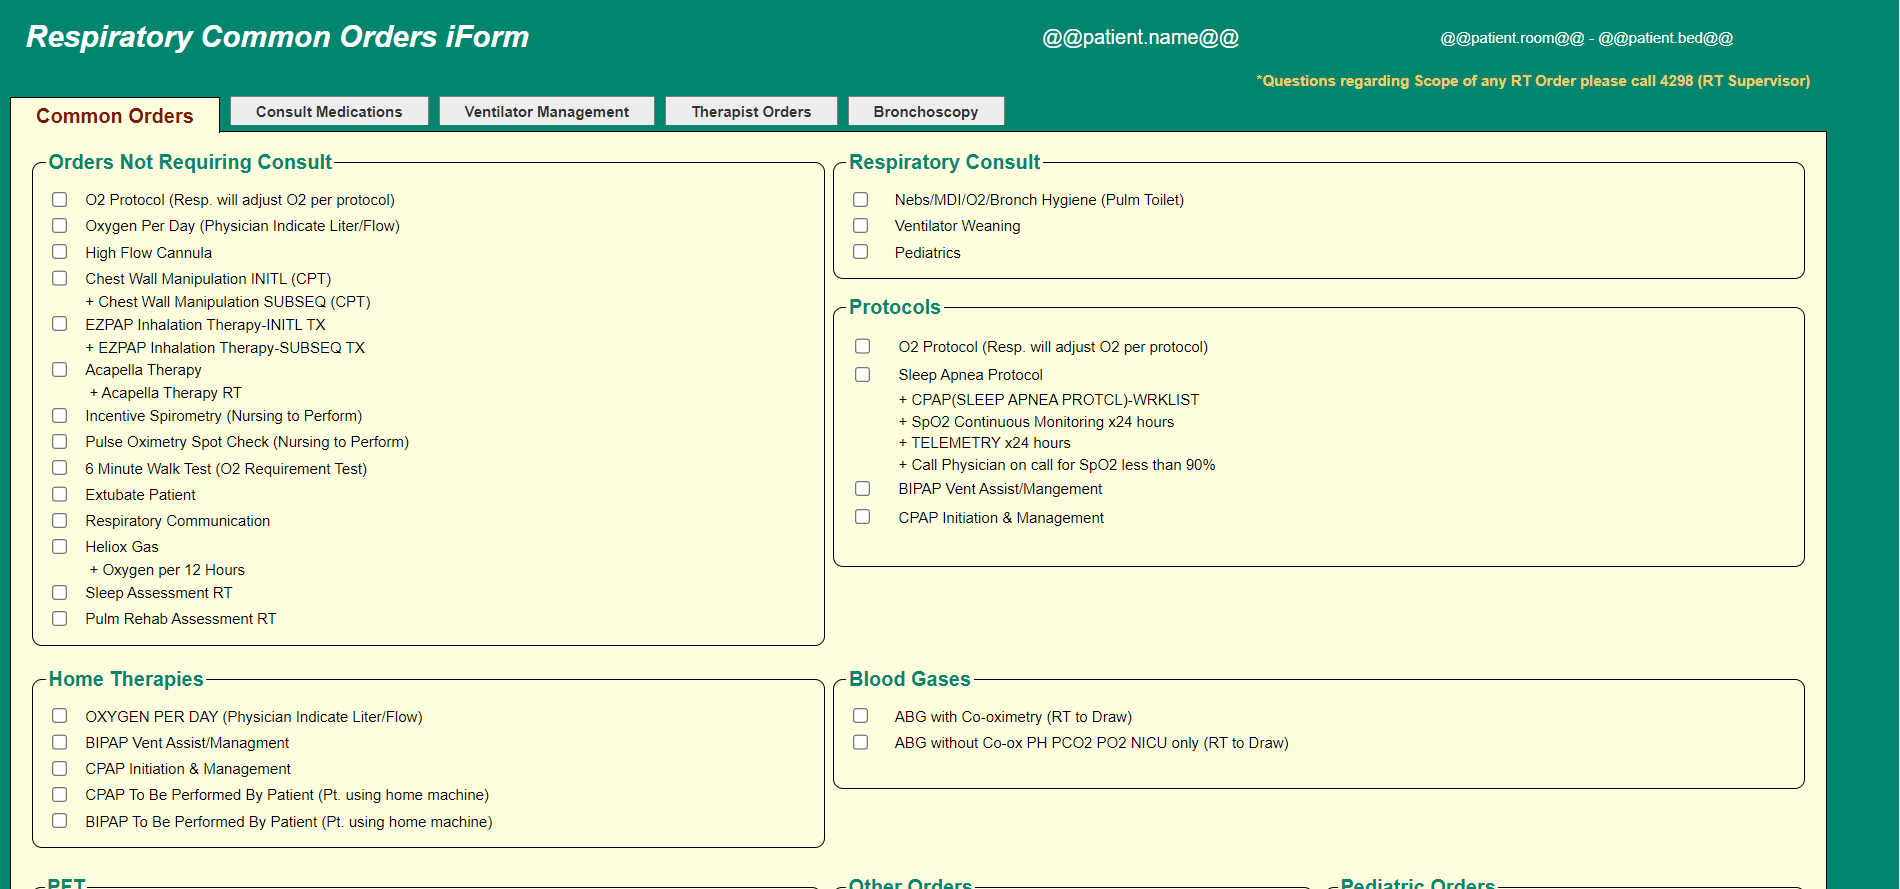 Respiratory Common Orders iForm
@@patient.name@@
@@patient.room@@ - @@patient.bed@@
*Questions regarding Scope of any RT Order please call 4298 (RT Supervisor)
Common Orders
Consult Medications
Ventilator Management
Therapist Orders
Bronchoscopy
Orders Not Requiring Consult
O2 Protocol (Resp. will adjust O2 per protocol)
Oxygen Per Day (Physician Indicate Liter/Flow)
High Flow Cannula
Chest Wall Manipulation INITL (CPT)
+ Chest Wall Manipulation SUBSEQ (CPT)
EZPAP Inhalation Therapy-INITL TX
+ EZPAP Inhalation Therapy-SUBSEQ TX
Acapella Therapy
+ Acapella Therapy RT
Incentive Spirometry (Nursing to Perform)
Pulse Oximetry Spot Check (Nursing to Perform)
6 Minute Walk Test (O2 Requirement Test)
Extubate Patient
Respiratory Communication
Heliox Gas
+ Oxygen per 12 Hours
Sleep Assessment RT
Pulm Rehab Assessment RT
Respiratory Consult
Nebs/MDI/O2/Bronch Hygiene (Pulm Toilet)
Ventilator Weaning
Pediatrics
Protocols
O2 Protocol (Resp. will adjust O2 per protocol)
Sleep Apnea Protocol
+ CPAP(SLEEP APNEA PROTCL)-WRKLIST
+ SpO2 Continuous Monitoring x24 hours
+ TELEMETRY x24 hours
+ Call Physician on call for SpO2 less than 90%
BIPAP Vent Assist/Mangement
CPAP Initiation & Management
Home Therapies
OXYGEN PER DAY (Physician Indicate Liter/Flow)
BIPAP Vent Assist/Managment
CPAP Initiation & Management
CPAP To Be Performed By Patient (Pt. using home machine)
BIPAP To Be Performed By Patient (Pt. using home machine)
Blood Gases
ABG with Co-oximetry (RT to Draw)
ABG without Co-ox PH PCO2 PO2 NICU only (RT to Draw)
PFT
Other Orders
Pediatric Orders